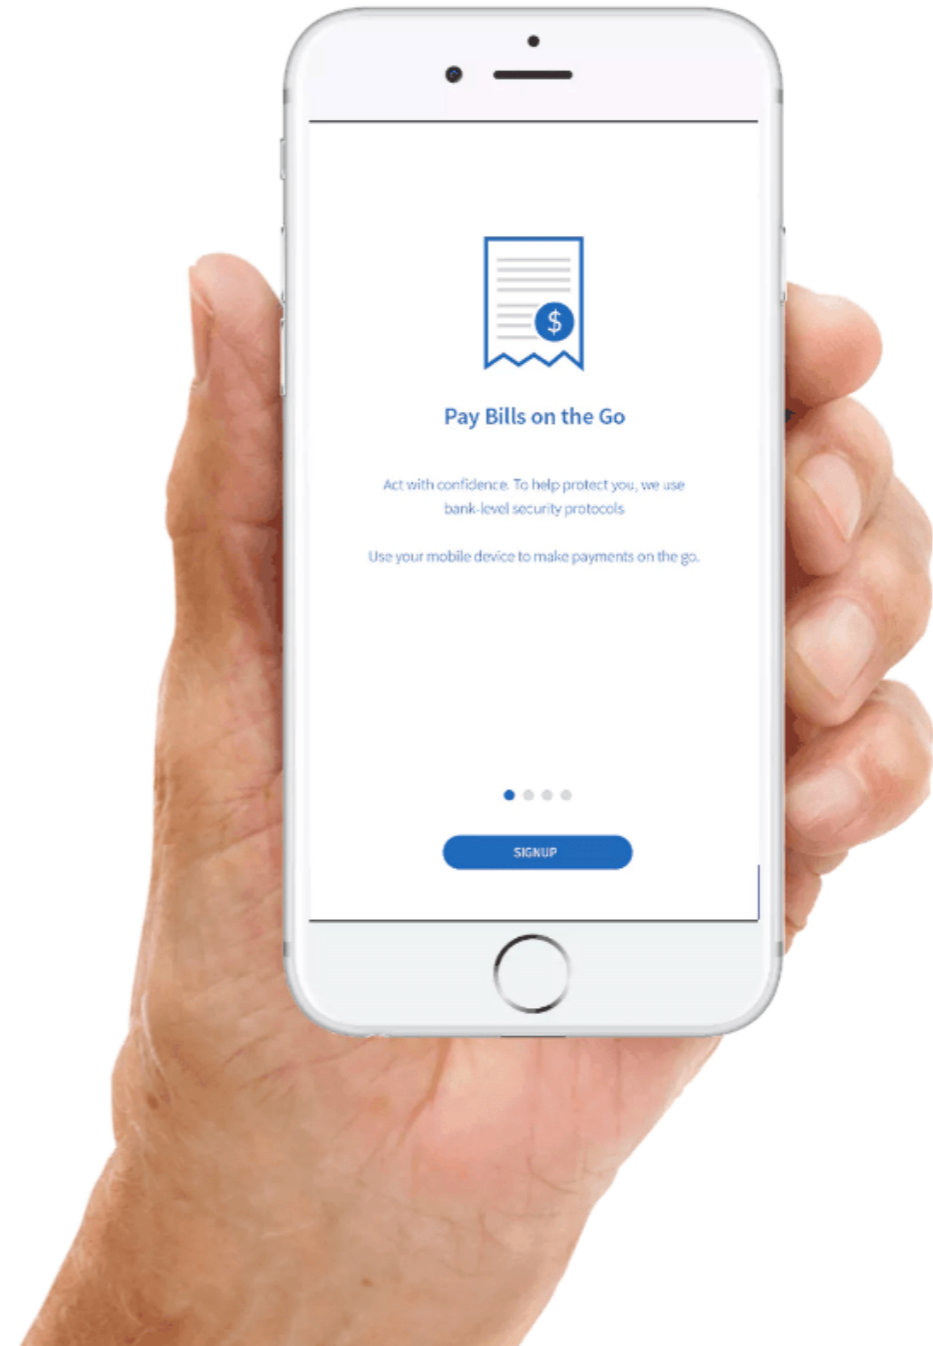 $
Pay Bills on the Go
Act with confidence. To help protect you, we use
bank-level security protocols
Use your mobile device to make payments on the go.
SIGNUP